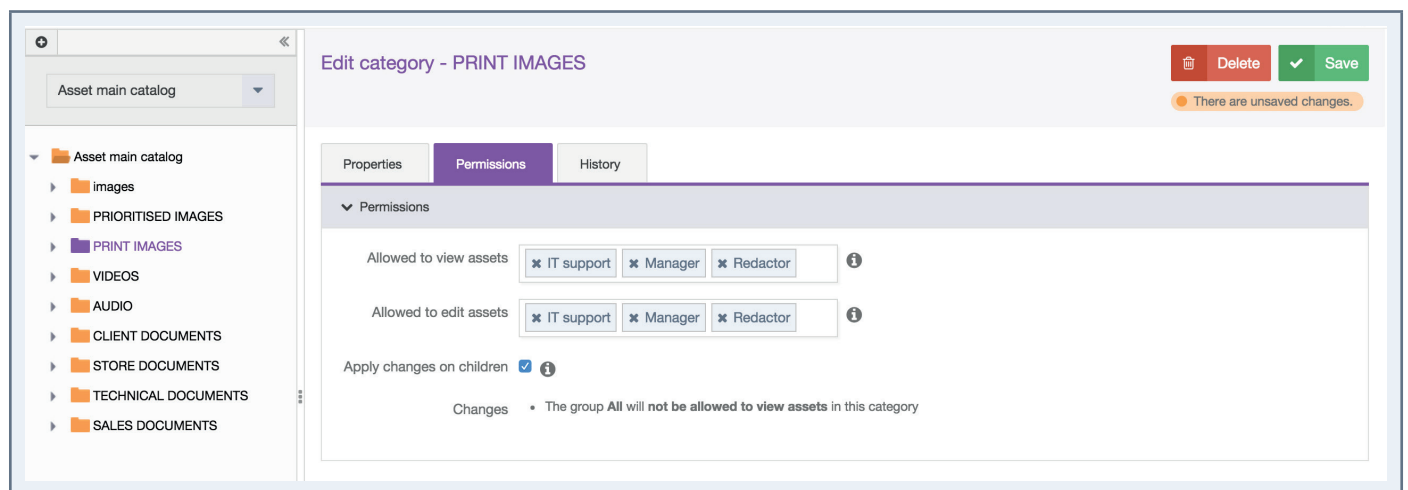 Asset main catalog
Asset main catalog
images
PRIORITISED IMAGES
PRINT IMAGES
VIDEOS
AUDIO
CLIENT DOCUMENTS
STORE DOCUMENTS
TECHNICAL DOCUMENTS
SALES DOCUMENTS
Edit category - PRINT IMAGES
Delete
Save
There are unsaved changes.
Properties
Permissions
History
Permissions
Allowed to view assets
IT support
Manager
Redactor
Allowed to edit assets
IT support
Manager
Redactor
Apply changes on children
Changes
• The group All will not be allowed to view assets in this category